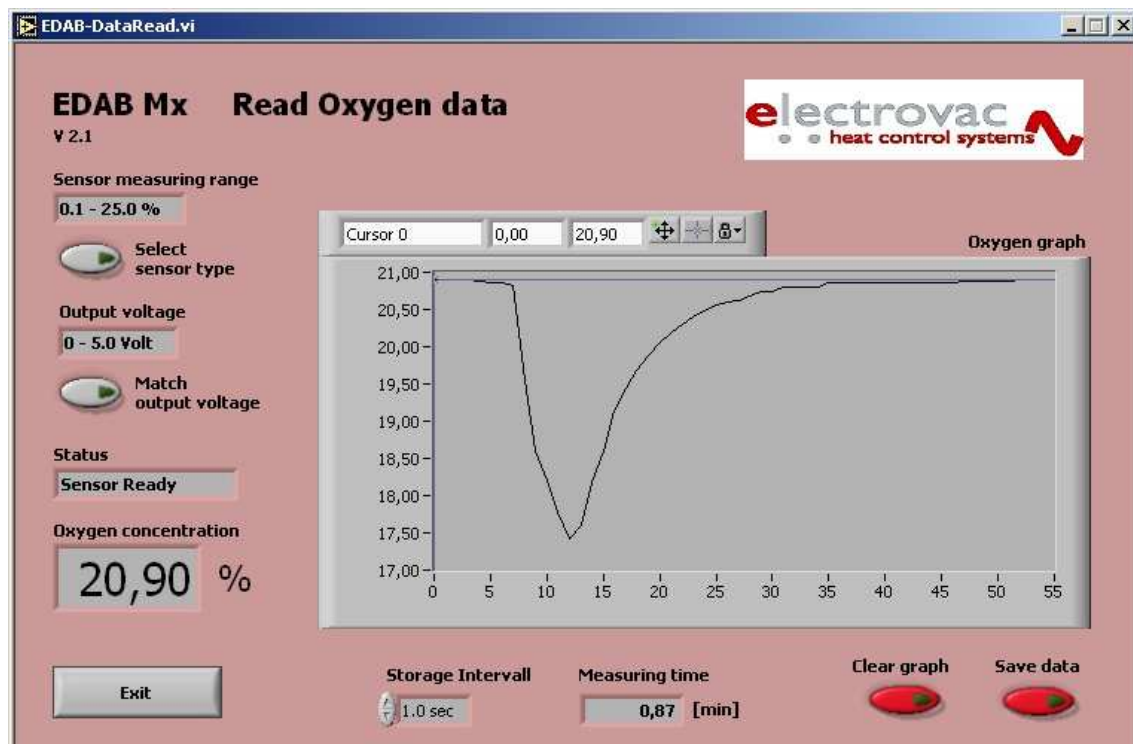 EDAB-DataRead.vi
EDAB Mx Read Oxygen data
V 2.1
electrovac
heat control systems
Sensor measuring range
0.1 - 25.0 %
Select
sensor type
Output voltage
0 - 5.0 Volt
Match
output voltage
Status
Sensor Ready
Oxygen concentration
20,90 %
Exit
Cursor 0 0,00 20,90
Oxygen graph
21,00
20,50
20,00
19,50
19,00
18,50
18,00
17,50
17,00
0 5 10 15 20 25 30 35 40 45 50 55
Storage Intervall
1.0 sec
Measuring time
0,87 [min]
Clear graph
Save data